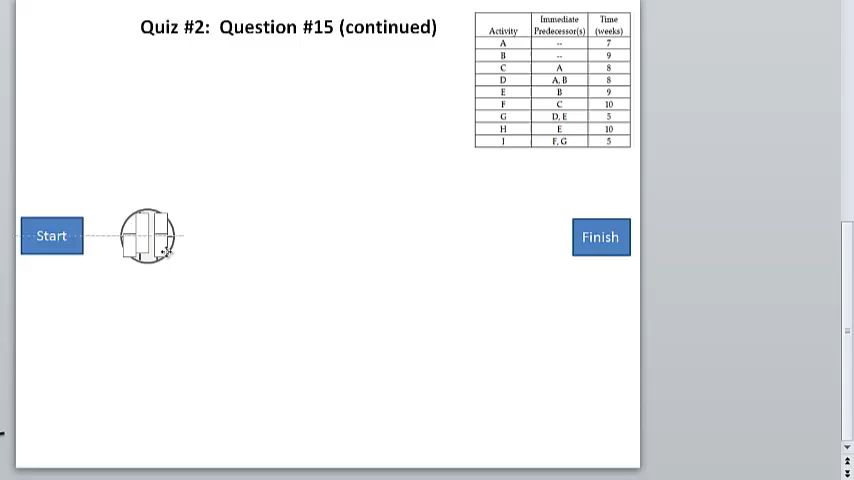 Quiz #2: Question #15 (continued)
Activity Immediate Predecessor(s) Time (weeks)
A -- 7
B -- 9
C A 8
D A, B 8
E B 9
F C 10
G D, E 5
H E 10
J F, G 5
Start
Finish